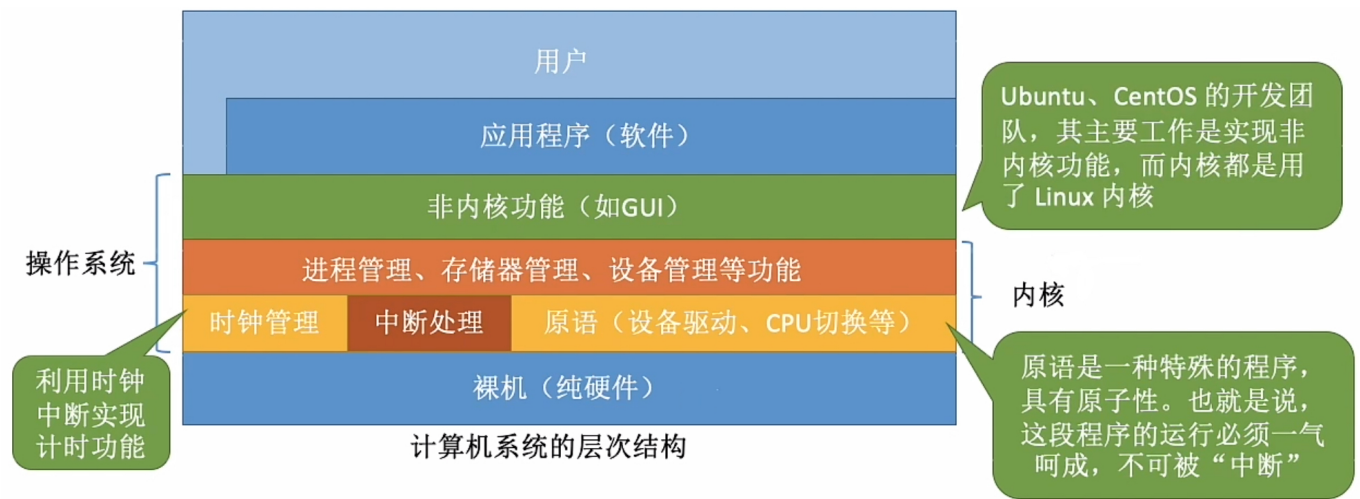 用户
应用程序（软件）
非内核功能（如GUI）
进程管理、存储器管理、设备管理等功能
时钟管理
中断处理
原语（设备驱动、CPU切换等）
裸机（纯硬件）
计算机系统的层次结构
操作系统
内核
利用时钟
中断实现
计时功能
Ubuntu、CentOS 的开发团
队，其主要工作是实现非
内核功能，而内核都是用
了 Linux 内核
原语是一种特殊的程序，
具有原子性。也就是说，
这段程序的运行必须一气
呵成，不可被“中断”